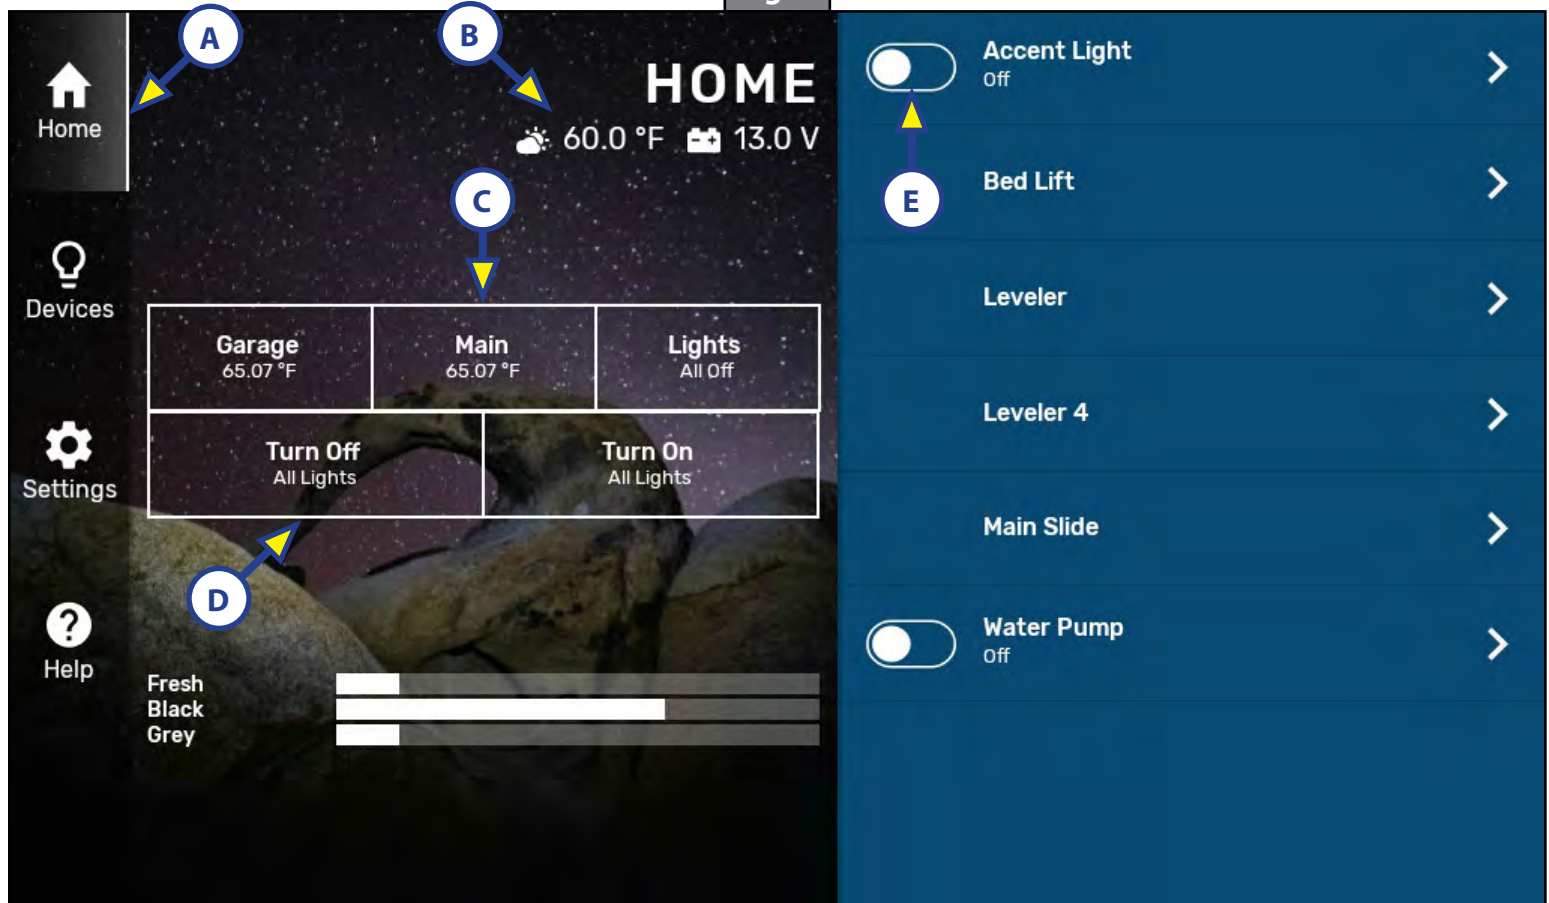 A
B
HOME
60.0 °F 13.0 V
Home
Devices
Settings
Help
C
Garage
65.07 °F
Main
65.07 °F
Lights
All Off
Turn Off
All Lights
Turn On
All Lights
D
Fresh
Black
Grey
Accent Light
Off
E
Bed Lift
Leveler
Leveler 4
Main Slide
Water Pump
Off